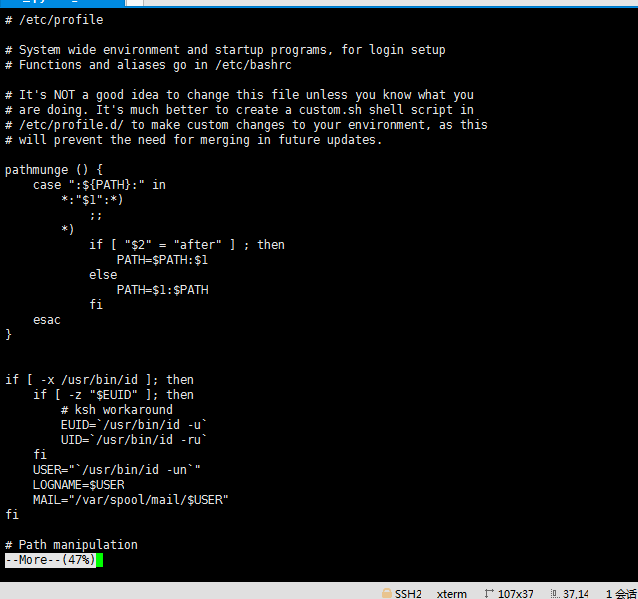 # /etc/profile

# System wide environment and startup programs, for login setup
# Functions and aliases go in /etc/bashrc

# It's NOT a good idea to change this file unless you know what you
# are doing. It's much better to create a custom.sh shell script in
# /etc/profile.d/ to make custom changes to your environment, as this
# will prevent the need for merging in future updates.

pathmunge () {
    case ":${PATH}:" in
        *:"$1":*)
            ;;
        *)
            if [ "$2" = "after" ] ; then
                PATH=$PATH:$1
            else
                PATH=$1:$PATH
            fi
    esac
}


if [ -x /usr/bin/id ]; then
    if [ -z "$EUID" ]; then
        # ksh workaround
        EUID=`/usr/bin/id -u`
        UID=`/usr/bin/id -ru`
    fi
    USER="`/usr/bin/id -un`"
    LOGNAME=$USER
    MAIL="/var/spool/mail/$USER"
fi

# Path manipulation
--More--(47%)
SSH2 xterm 107x37 37,14 1 会话